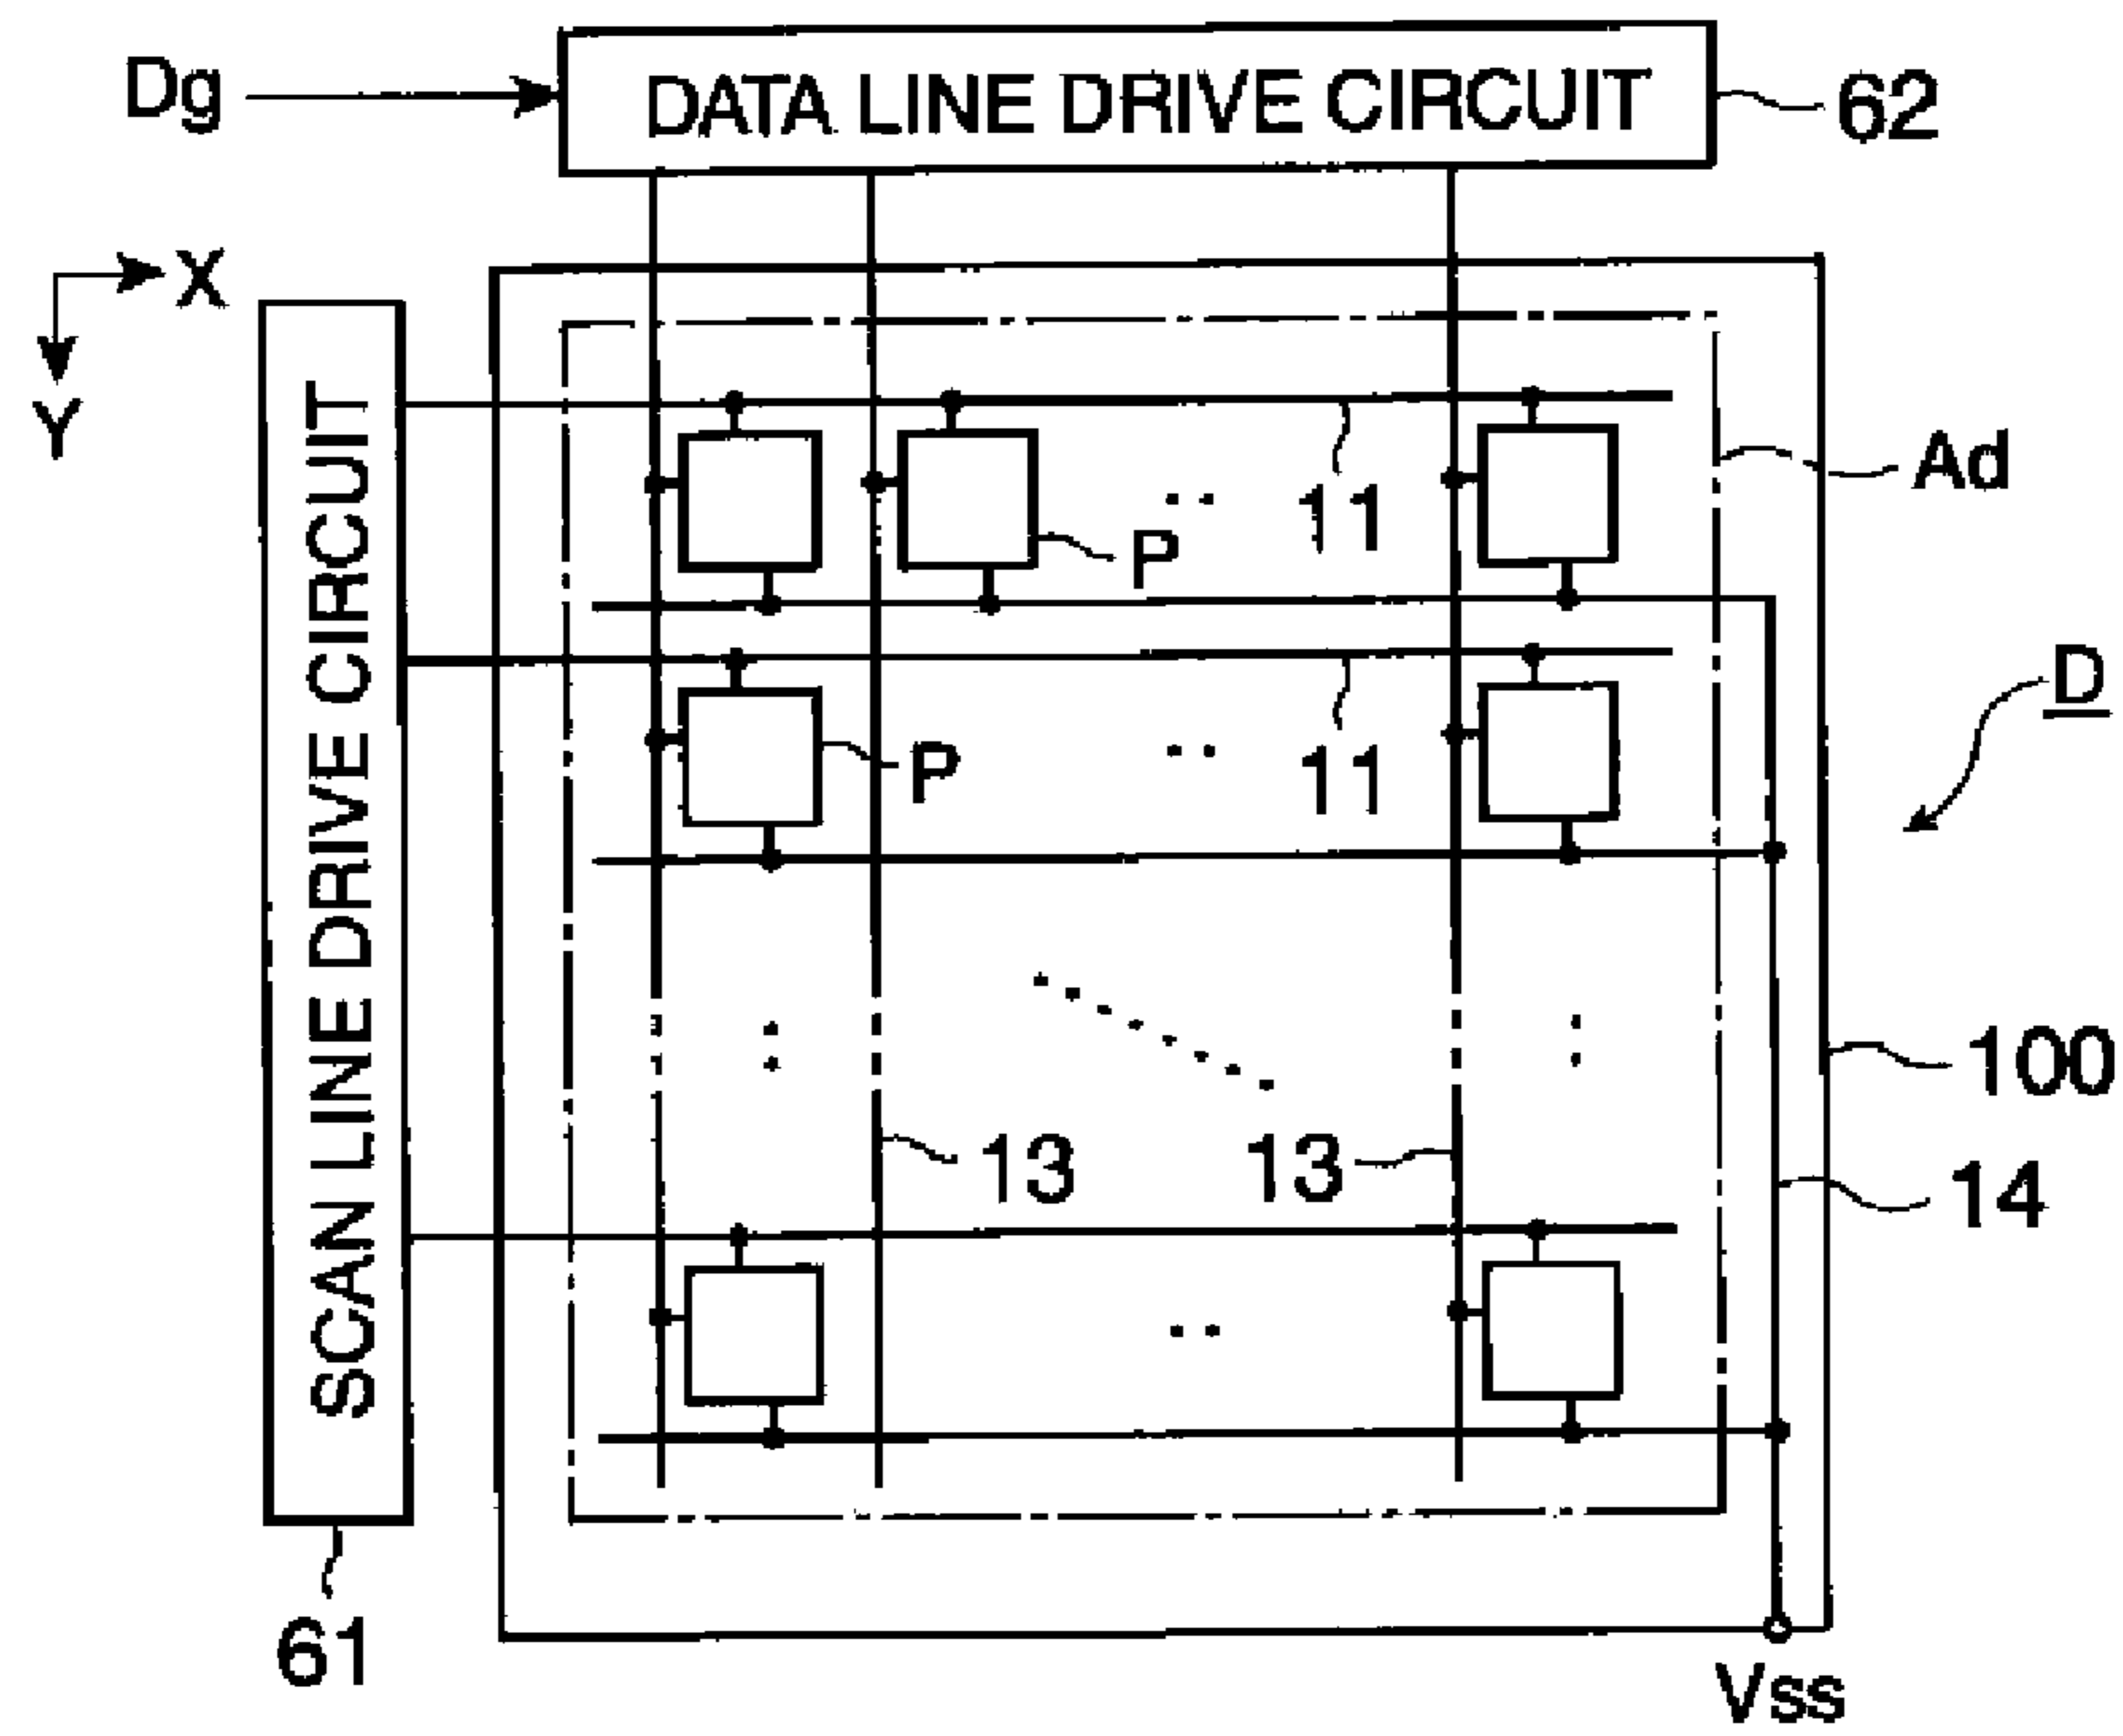 Dg
DATA LINE DRIVE CIRCUIT
62
X
Y
SCAN LINE DRIVE CIRCUIT
Ad
11
P
D
11
P
100
13
13
14
61
Vss